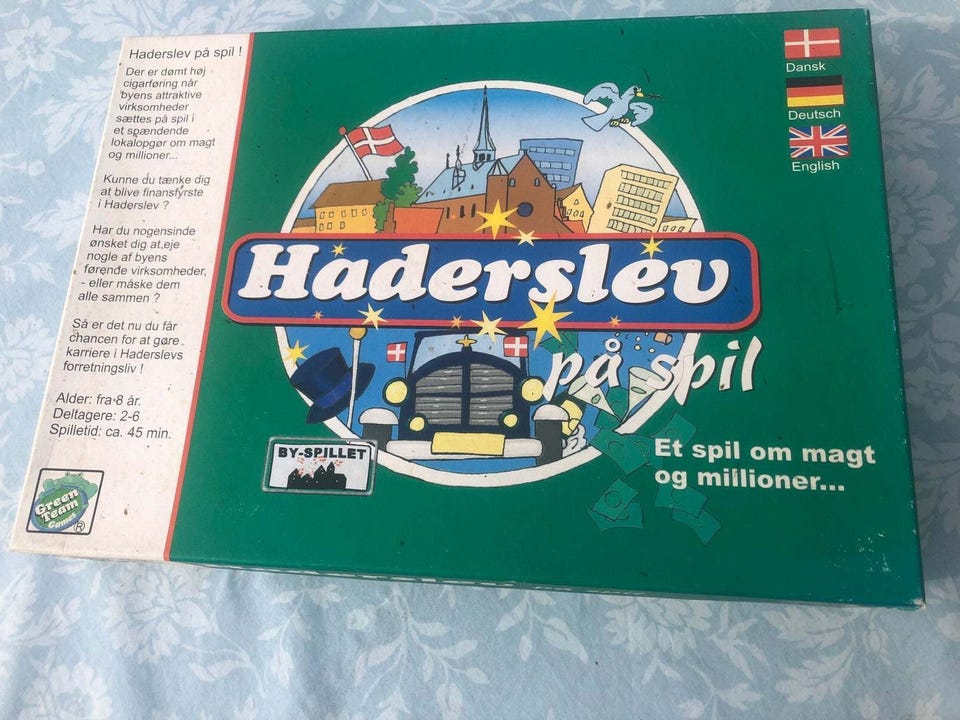 Haderslev på spil !
Der er dømt høj
cigarføring når
byens attraktive
virksomheder
sættes på spil i
et spændende
lokalopgør om magt
og millioner...
Kunne du tænke dig
at blive finansfyrste
i Haderslev ?
Har du nogensinde
ønsket dig at eje
nogle af byens
førende virksomheder,
- eller måske dem
alle sammen ?
Så er det nu du får
chancen for at gøre
karriere i Haderslevs
forretningsliv !
Alder: fra 8 år.
Deltagere: 2-6
Spilletid: ca. 45 min.
Green
Team
Games
®
Dansk
Deutsch
English
Haderslev
på spil
BY-SPILLET
Et spil om magt
og millioner...